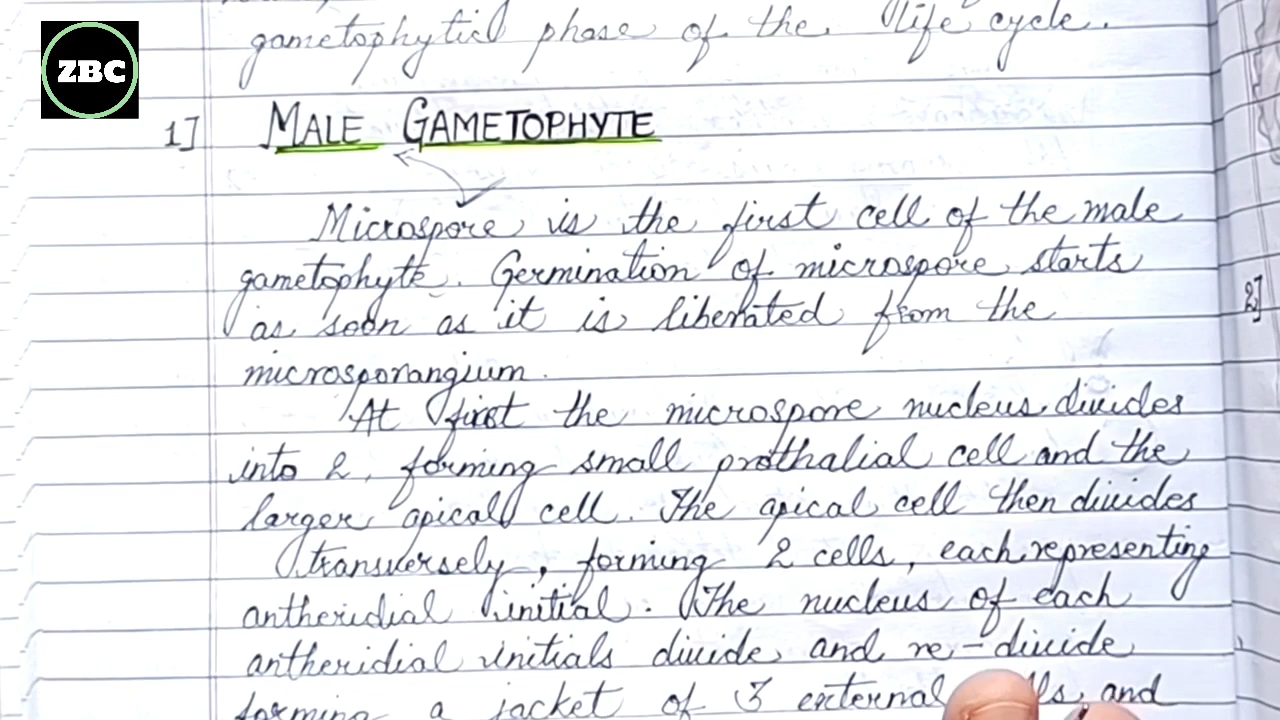 gametophytic phase of the life cycle.
ZBC
1] MALE GAMETOPHYTE
Microspore is the first cell of the male
gametophyte. Germination of microspore starts
as soon as it is liberated from the
2]
microsporangium.
At first the microspore nucleus divides
into 2, forming small prothalial cell and the
larger apical cell. The apical cell then divides
transversely, forming 2 cells, each representing
antheridial initial. The nucleus of each
antheridial initials divide and re-divide
forming a jacket of 3 external and